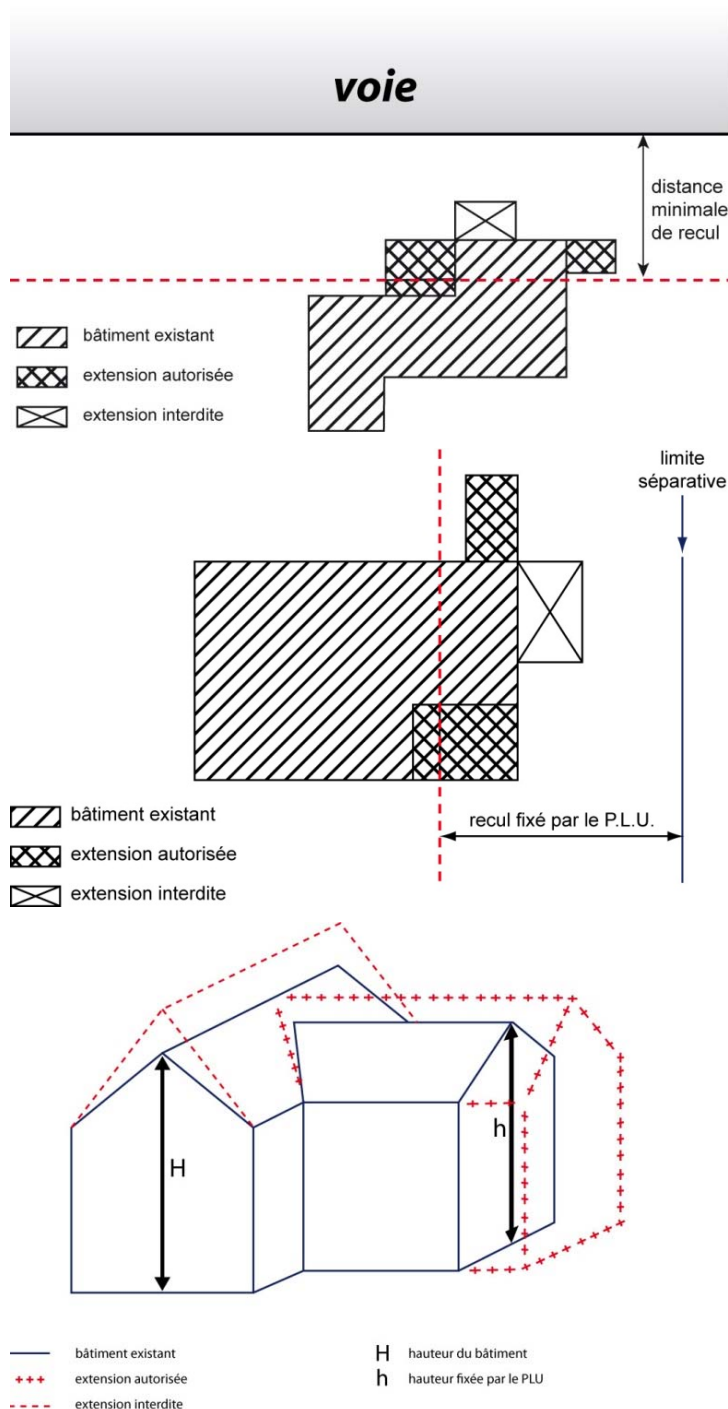 voie
distance
minimale
de recul
bâtiment existant
extension autorisée
extension interdite
limite
séparative
bâtiment existant
extension autorisée
extension interdite
recul fixé par le P.L.U.
H
h
bâtiment existant
extension autorisée
extension interdite
H hauteur du bâtiment
h hauteur fixée par le PLU